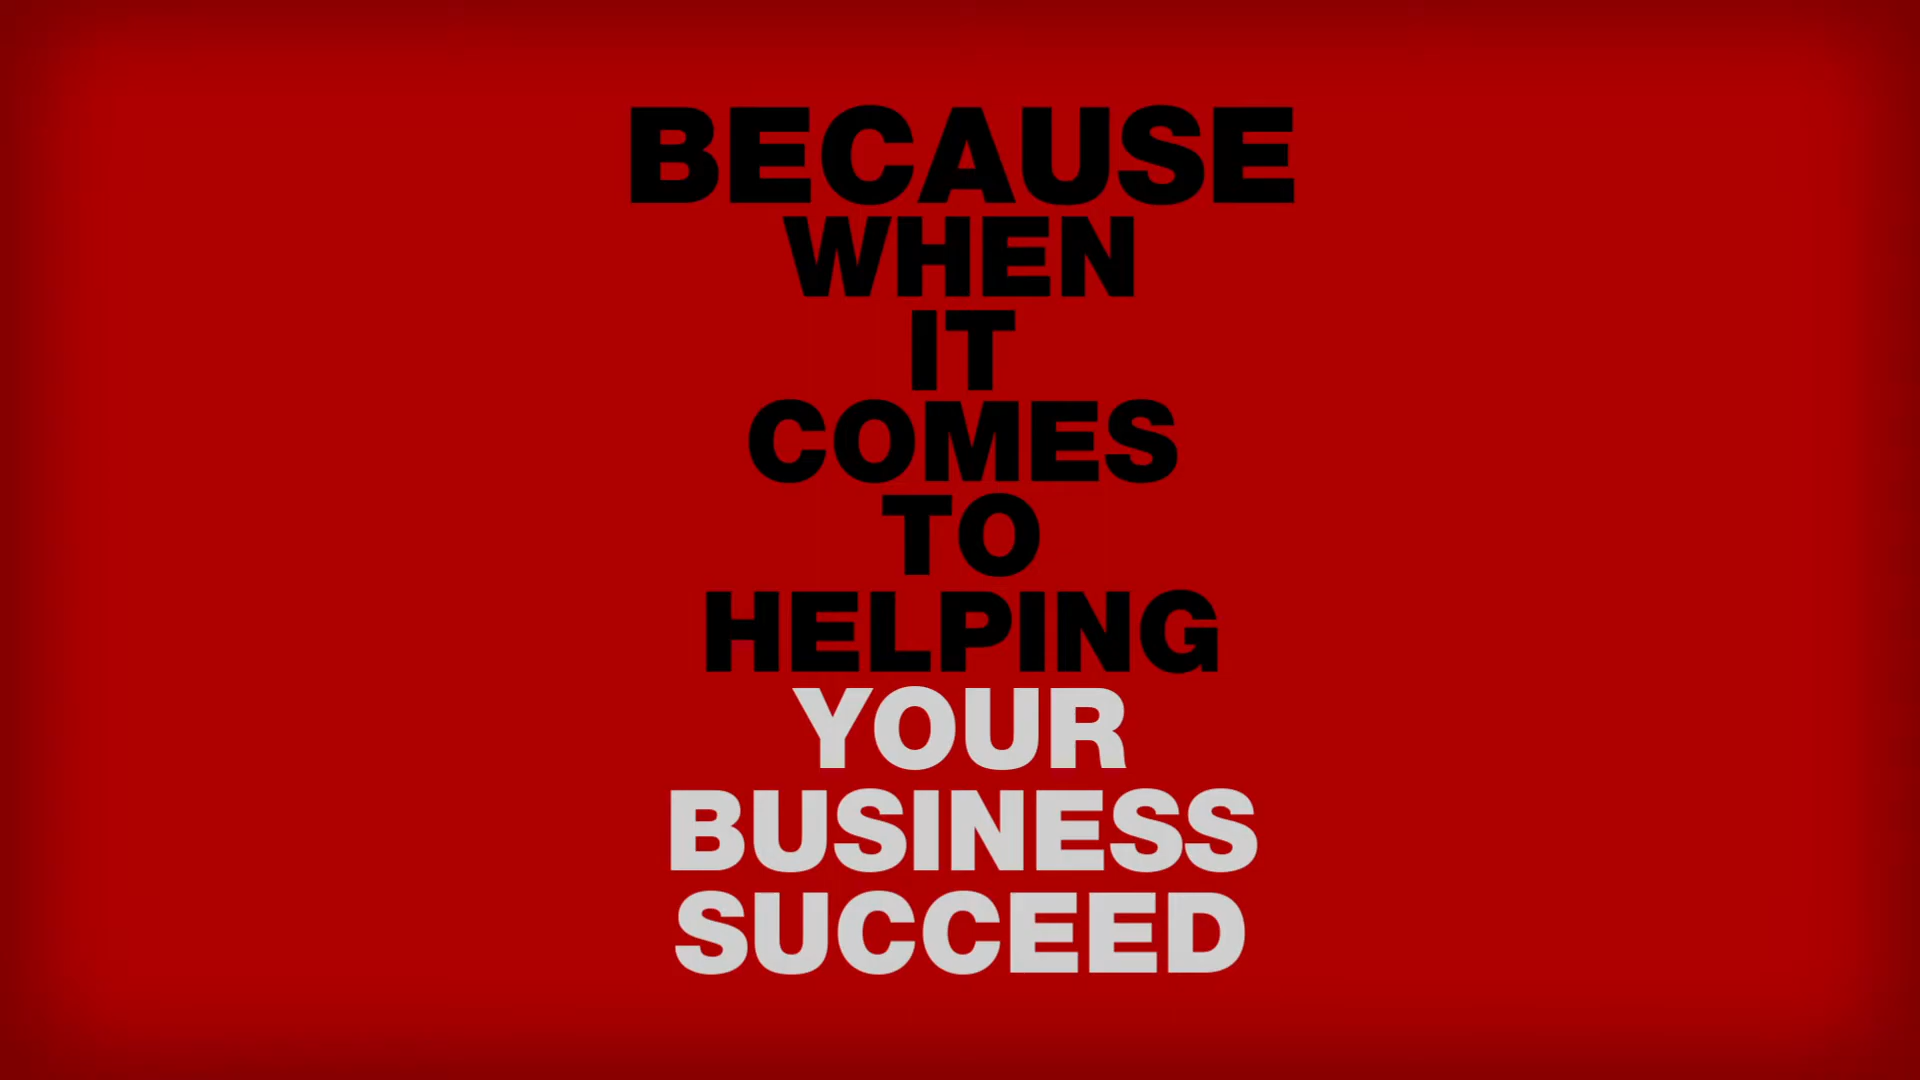 BECAUSE
WHEN
IT
COMES
TO
HELPING
YOUR
BUSINESS
SUCCEED